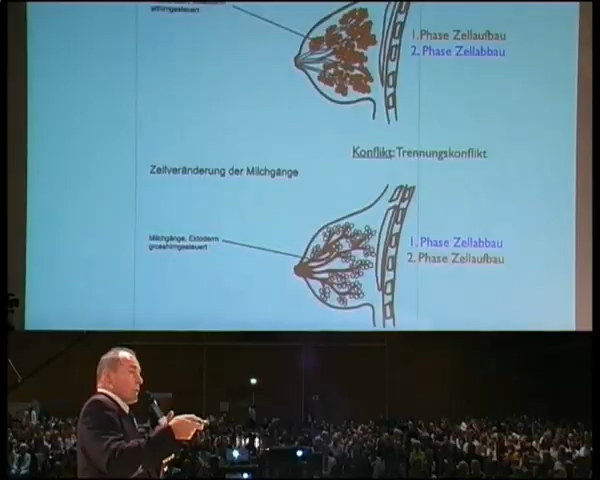 althirngesteuert
1. Phase Zellaufbau
2. Phase Zellabbau
Konflikt: Trennungskonflikt
Zellveränderung der Milchgänge
Milchgänge, Ektoderm
grosshirngesteuert
1. Phase Zellabbau
2. Phase Zellaufbau